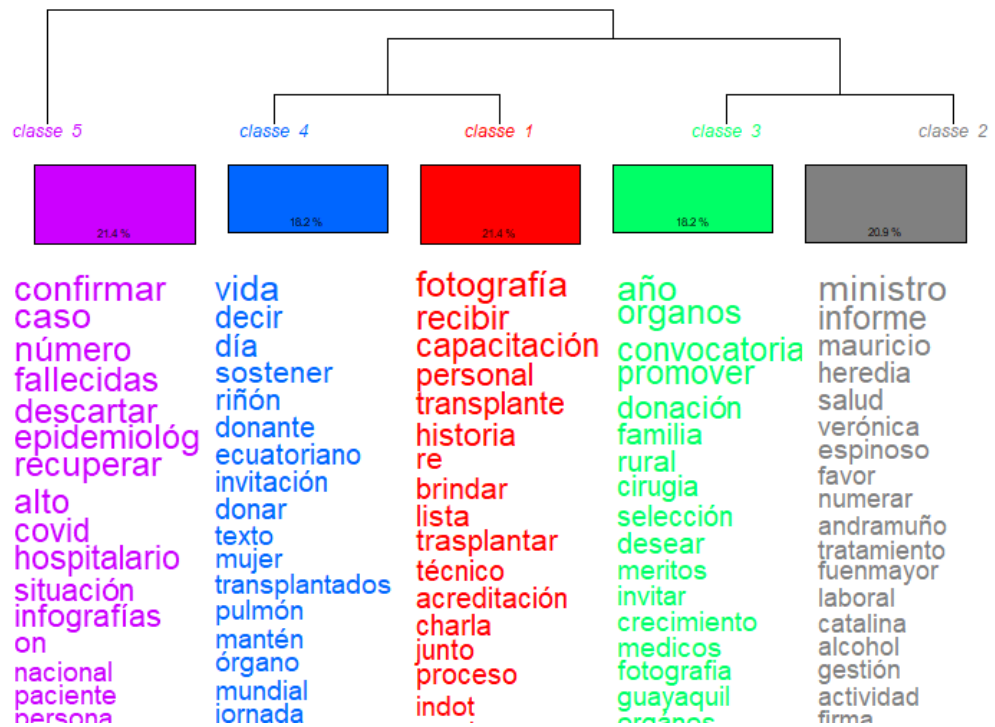 classe 5
classe 4
classe 1
classe 3
classe 2
21.4 %
18.2 %
21.4 %
18.2 %
20.9 %
confirmar
caso
número
fallecidas
descartar
epidemiológ
recuperar
alto
covid
hospitalario
situación
infografías
on
nacional
paciente
persona
vida
decir
día
sostener
riñón
donante
ecuatoriano
invitación
donar
texto
mujer
transplantados
pulmón
mantén
órgano
mundial
jornada
fotografía
recibir
capacitación
personal
transplante
historia
re
brindar
lista
trasplantar
técnico
acreditación
charla
junto
proceso
indot
año
organos
convocatoria
promover
donación
familia
rural
cirugia
selección
desear
meritos
invitar
crecimiento
medicos
fotografia
guayaquil
orgános
ministro
informe
mauricio
heredia
salud
verónica
espinoso
favor
numerar
andramuño
tratamiento
fuenmayor
laboral
catalina
alcohol
gestión
actividad
firma